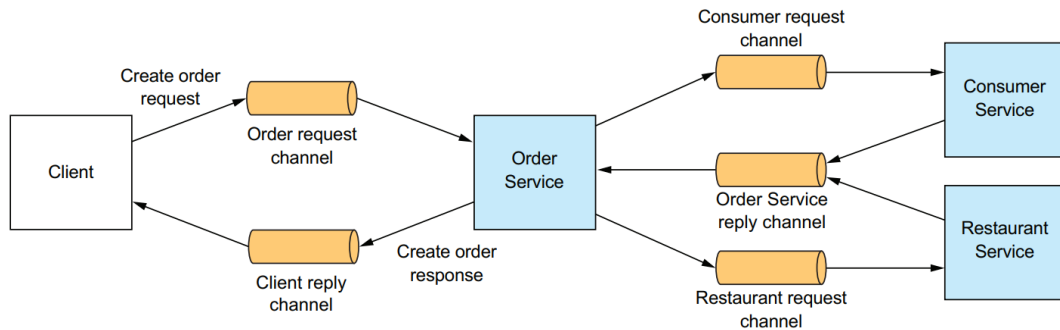 Client
Create order
request
Order request
channel
Client reply
channel
Create order
response
Order
Service
Consumer request
channel
Order Service
reply channel
Restaurant request
channel
Consumer
Service
Restaurant
Service